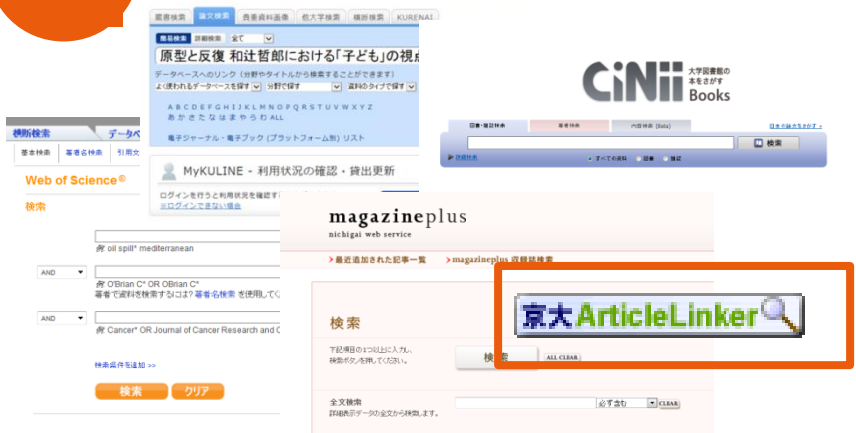 蔵書検索 論文検索 貴重資料画像 他大学検索 横断検索 KURENAI
簡易検索 詳細検索 全て
原型と反復 和辻哲郎における「子ども」の視点
データベースへのリンク (分野やタイトルから検索することができます)
よく使われるデータベースを探す 分野で探す 資料のタイプで探す
A B C D E F G H I J K L M N O P Q R S T U V W X Y Z
あ か さ た な は ま や ら わ ALL
電子ジャーナル・電子ブック (プラットフォーム別) リスト
MyKULINE - 利用状況の確認・貸出更新
ログインを行うと利用状況を確認す
※ログインできない場合
CiNii 大学図書館の
本をさがす
Books
図書・雑誌検索 著者検索 内容検索 (Beta) 日本の論文をさがす
検索
詳細検索 すべての資料 図書 雑誌
横断検索 データベ
基本検索 著者名検索 引用文
Web of Science®
検索
例: oil spill* mediterranean
AND
例: O'Brian C* OR OBrian C*
著者で資料を検索するには? 著者名検索 を使用してく
AND
例: Cancer* OR Journal of Cancer Research and C
検索条件を追加 >>
検索 クリア
magazineplus
nichigai web service
最近追加された記事一覧 magazineplus 収録誌検索
京大ArticleLinker
検索
下記項目の1つ以上に入力し、
検索ボタンを押してください。
検索 ALL CLEAR
全文検索 必ず含む CLEAR
詳細表示データの全文から検索します。